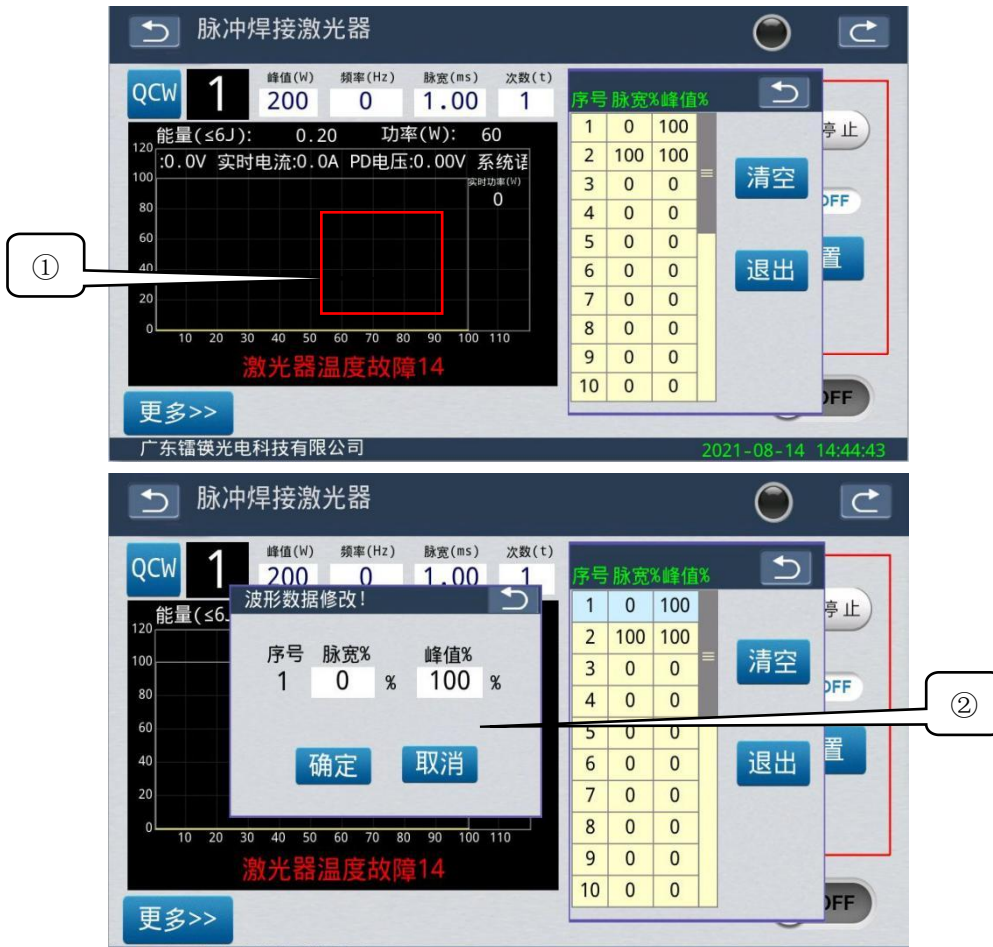 脉冲焊接激光器
QCW 1 峰值(W) 频率(Hz) 脉宽(ms) 次数(t)
200 0 1.00 1
能量(≤6J): 0.20 功率(W): 60
:0.0V 实时电流:0.0A PD电压:0.00V 系统
实时功率(W)
0
120
100
80
60
40
20
0
10 20 30 40 50 60 70 80 90 100 110
激光器温度故障14
更多>>
序号 脉宽% 峰值%
1 0 100
2 100 100
3 0 0
4 0 0
5 0 0
6 0 0
7 0 0
8 0 0
9 0 0
10 0 0
清空
退出
停止
OFF
置
OFF
①
广东镭锳光电科技有限公司 2021-08-14 14:44:43
脉冲焊接激光器
QCW 1 峰值(W) 频率(Hz) 脉宽(ms) 次数(t)
200 0 1.00 1
能量(≤6J
波形数据修改!
序号 脉宽% 峰值%
1 0 % 100 %
确定 取消
120
100
80
60
40
20
0
10 20 30 40 50 60 70 80 90 100 110
激光器温度故障14
更多>>
序号 脉宽% 峰值%
1 0 100
2 100 100
3 0 0
4 0 0
5 0 0
6 0 0
7 0 0
8 0 0
9 0 0
10 0 0
清空
退出
停止
OFF
置
OFF
②